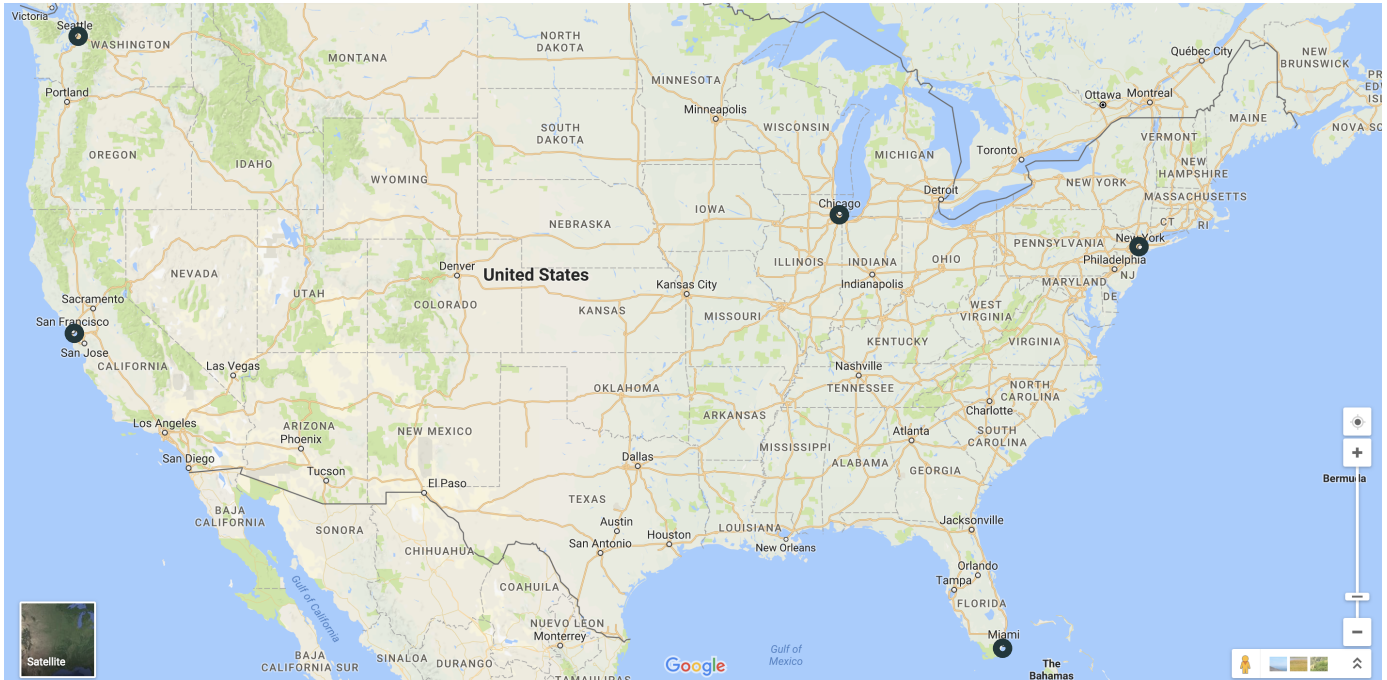 Victoria
Seattle
WASHINGTON
MONTANA
NORTH
DAKOTA
MINNESOTA
Québec City
NEW
BRUNSWICK
Portland
Minneapolis
WISCONSIN
Ottawa
Montreal
MAINE
NOVA SC
OREGON
IDAHO
SOUTH
DAKOTA
WYOMING
MICHIGAN
Toronto
VERMONT
NEW
HAMPSHIRE
Detroit
NEW YORK
MASSACHUSETTS
Chicago
IOWA
NEBRASKA
CT
RI
New York
PENNSYLVANIA
Philadelphia
NEVADA
UTAH
Denver
United States
COLORADO
Kansas City
ILLINOIS
INDIANA
Indianapolis
OHIO
NJ
MARYLAND
DE
Sacramento
San Francisco
San Jose
CALIFORNIA
KANSAS
MISSOURI
WEST
VIRGINIA
VIRGINIA
KENTUCKY
Las Vegas
Nashville
TENNESSEE
OKLAHOMA
ARKANSAS
NORTH
CAROLINA
Charlotte
Los Angeles
ARIZONA
Phoenix
NEW MEXICO
Atlanta
SOUTH
CAROLINA
MISSISSIPPI
San Diego
Tucson
El Paso
Dallas
ALABAMA
GEORGIA
Bermuda
BAJA
CALIFORNIA
SONORA
CHIHUAHUA
TEXAS
Austin
San Antonio
Houston
LOUISIANA
New Orleans
Jacksonville
Gulf of California
COAHUILA
Orlando
Tampa
FLORIDA
NUEVO LEON
Monterrey
Miami
Satellite
BAJA
CALIFORNIA SUR
SINALOA
DURANGO
TAMAULIPAS
Google
Gulf of
Mexico
The
Bahamas